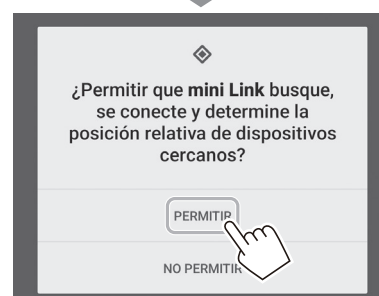 ¿Permitir que mini Link busque,
se conecte y determine la
posición relativa de dispositivos
cercanos?
PERMITIR
NO PERMITIR